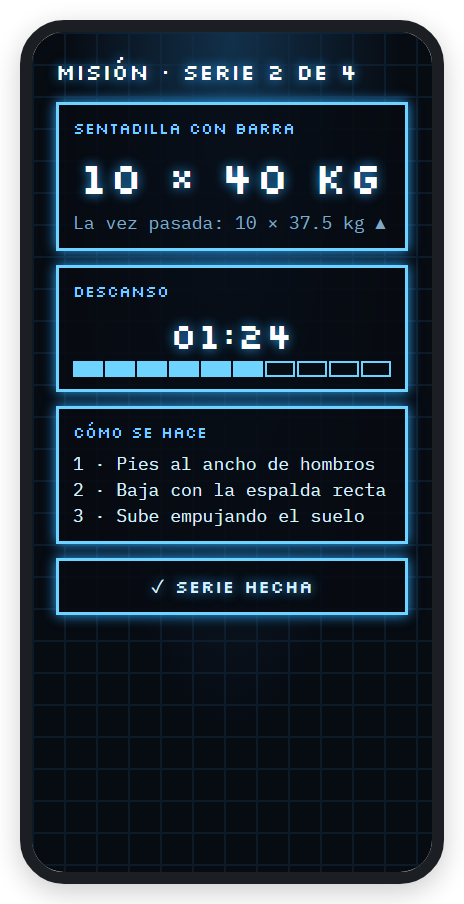 MISIÓN · SERIE 2 DE 4
SENTADILLA CON BARRA
10 × 40 KG
La vez pasada: 10 × 37.5 kg ▲
DESCANSO
01:24
CÓMO SE HACE
1 · Pies al ancho de hombros
2 · Baja con la espalda recta
3 · Sube empujando el suelo
✓ SERIE HECHA